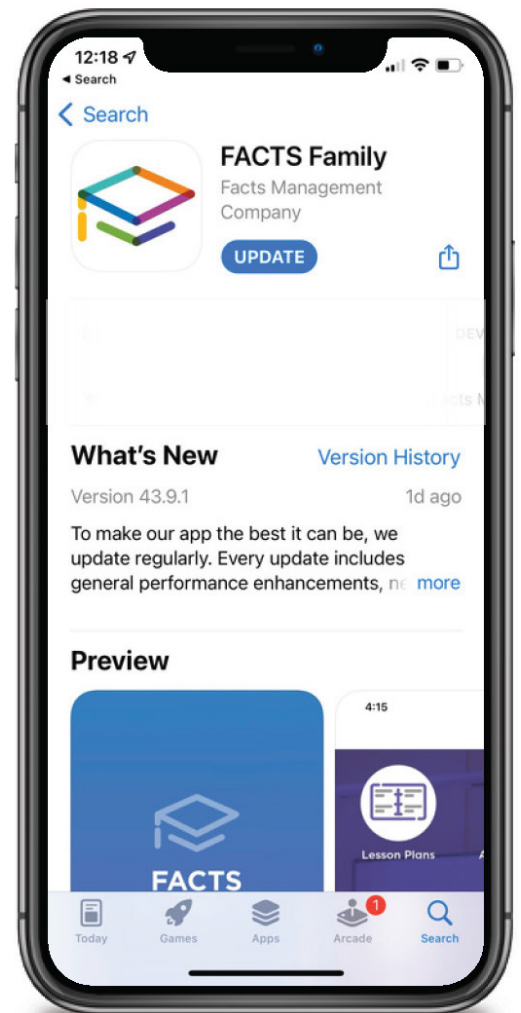 12:18
Search
Search
FACTS Family
Facts Management
Company
UPDATE
DEV
What's New
Version History
Version 43.9.1
1d ago
To make our app the best it can be, we
update regularly. Every update includes
general performance enhancements, ne more
Preview
FACTS
4:15
Lesson Plans
Today
Games
Apps
Arcade
1
Search